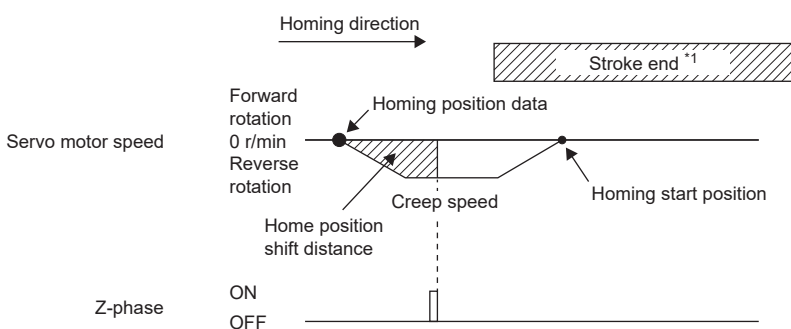 Homing direction
Stroke end *1
Forward
rotation
Homing position data
Servo motor speed
0 r/min
Reverse
rotation
Creep speed
Homing start position
Home position
shift distance
ON
Z-phase
OFF